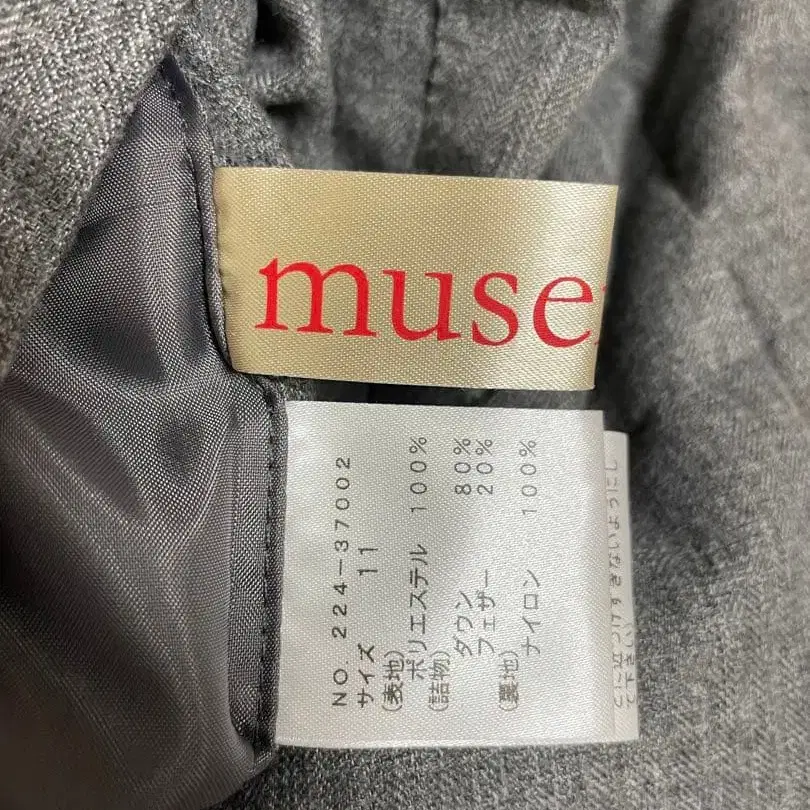 muse
NO. 224-37002
サイズ 11
(表地)
ポリエステル 100%
(詰物)
ダウン 80%
フェザー 20%
(裏地)
ナイロン 100%